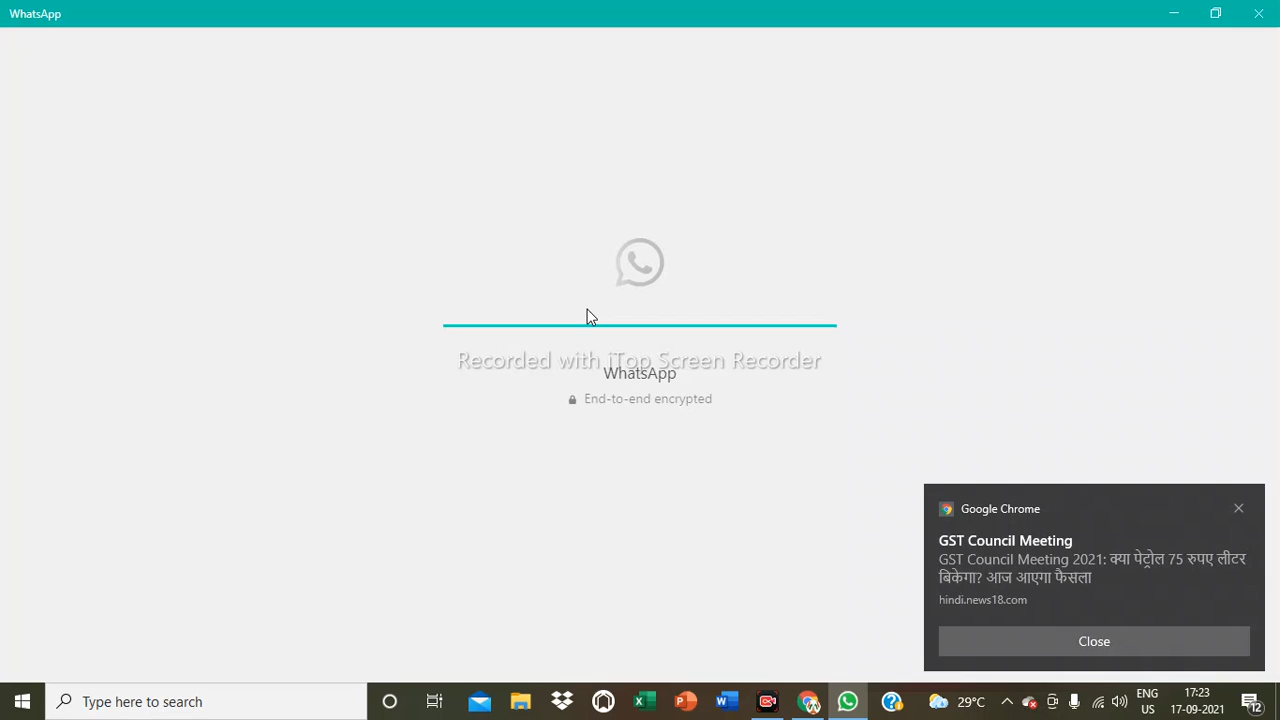 WhatsApp
Recorded with iTop Screen Recorder
WhatsApp
End-to-end encrypted
Google Chrome
GST Council Meeting
GST Council Meeting 2021: क्या पेट्रोल 75 रुपए लीटर
बिकेगा? आज आएगा फैसला
hindi.news18.com
Close
Type here to search
29°C
ENG
US
17:23
17-09-2021
12